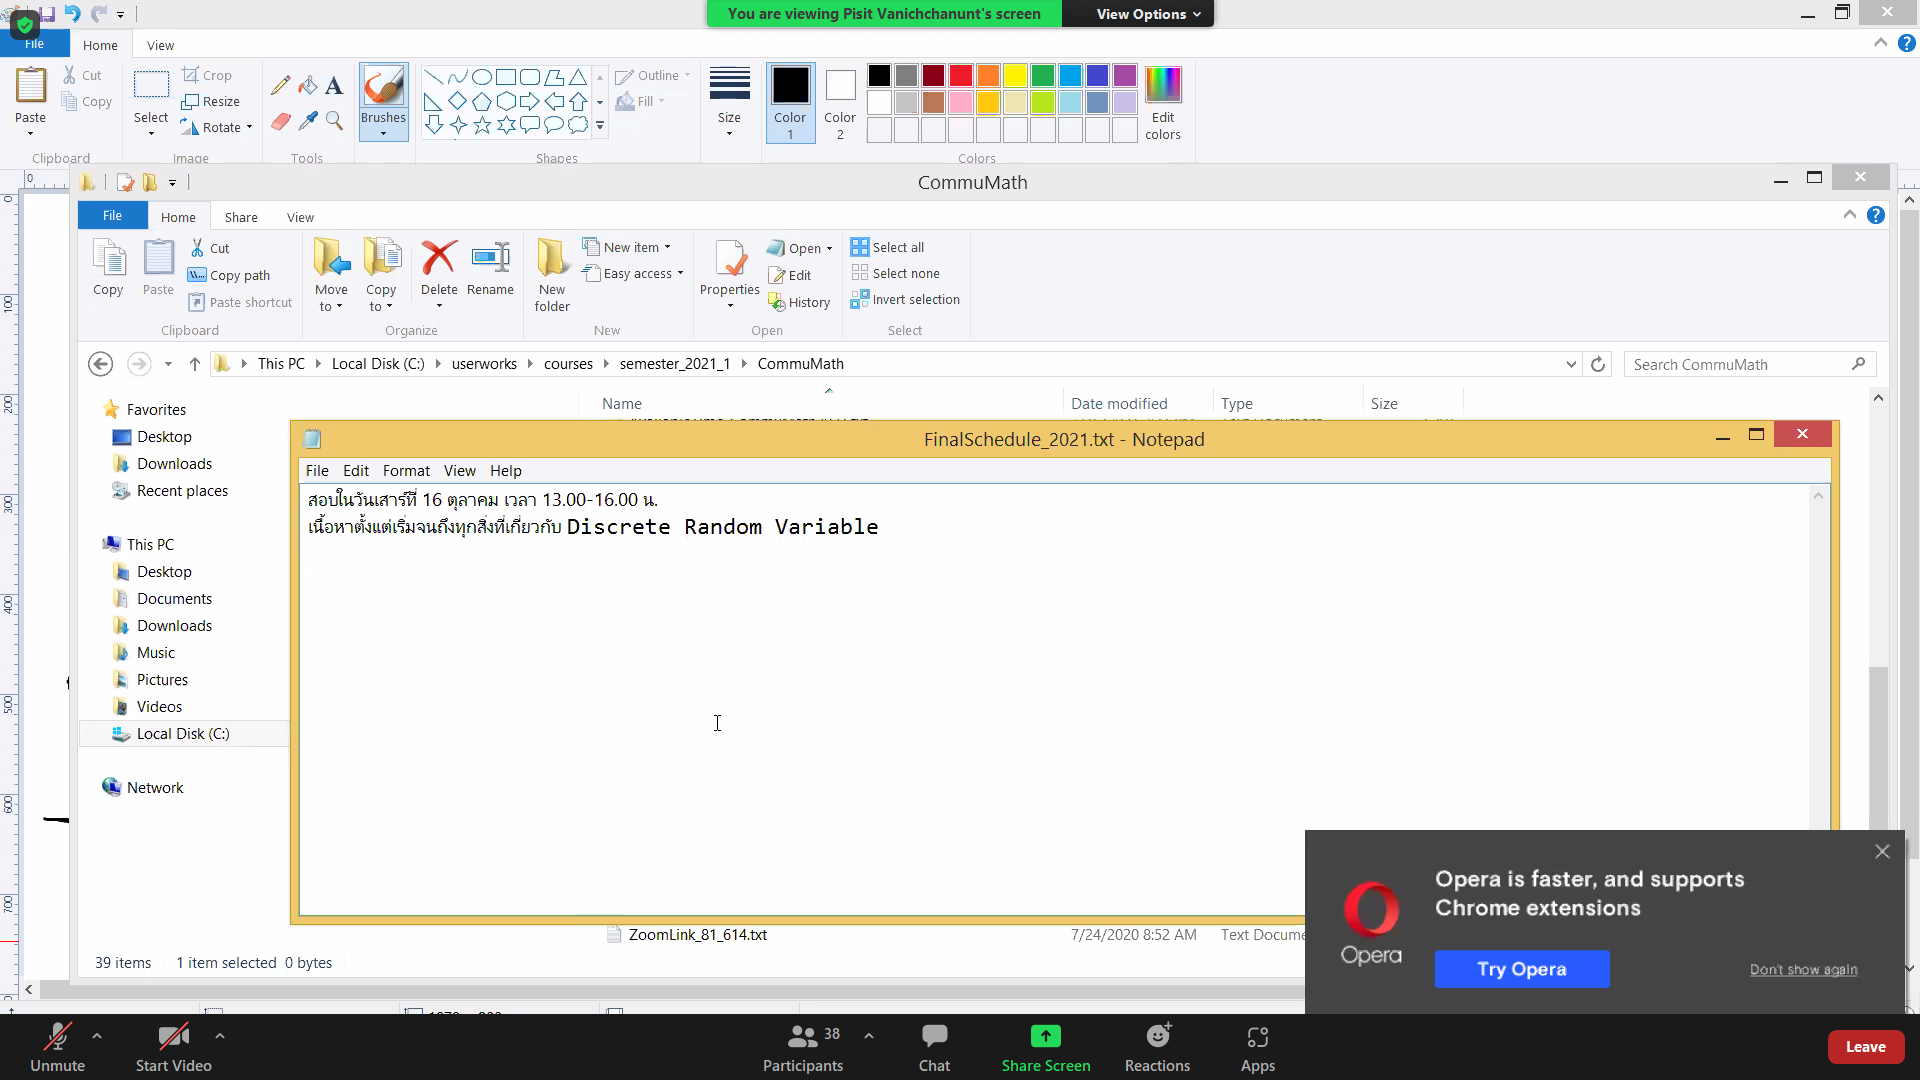 You are viewing Pisit Vanichchanunt's screen
View Options
File
Home
View
Paste
Cut
Copy
Clipboard
Select
Crop
Resize
Rotate
Image
Tools
Brushes
Outline
Fill
Shapes
Size
Color 1
Color 2
Edit colors
Colors
0
CommuMath
File
Home
Share
View
Copy
Paste
Cut
Copy path
Paste shortcut
Clipboard
Move to
Copy to
Delete
Rename
Organize
New folder
New item
Easy access
New
Properties
Open
Edit
History
Open
Select all
Select none
Invert selection
Select
This PC
Local Disk (C:)
userworks
courses
semester_2021_1
CommuMath
Search CommuMath
Name
Date modified
Type
Size
Favorites
Desktop
Downloads
Recent places
This PC
Desktop
Documents
Downloads
Music
Pictures
Videos
Local Disk (C:)
Network
FinalSchedule_2021.txt - Notepad
File
Edit
Format
View
Help
สอบในวันเสาร์ที่ 16 ตุลาคม เวลา 13.00-16.00 น.
เนื้อหาตั้งแต่เริ่มจนถึงทุกสิ่งที่เกี่ยวกับ Discrete Random Variable
ZoomLink_81_614.txt
7/24/2020 8:52 AM
Text Docume
39 items
1 item selected 0 bytes
0
100
200
300
400
500
600
700
Opera is faster, and supports
Chrome extensions
Opera
Try Opera
Don't show again
Unmute
Start Video
Participants
38
Chat
Share Screen
Reactions
Apps
Leave